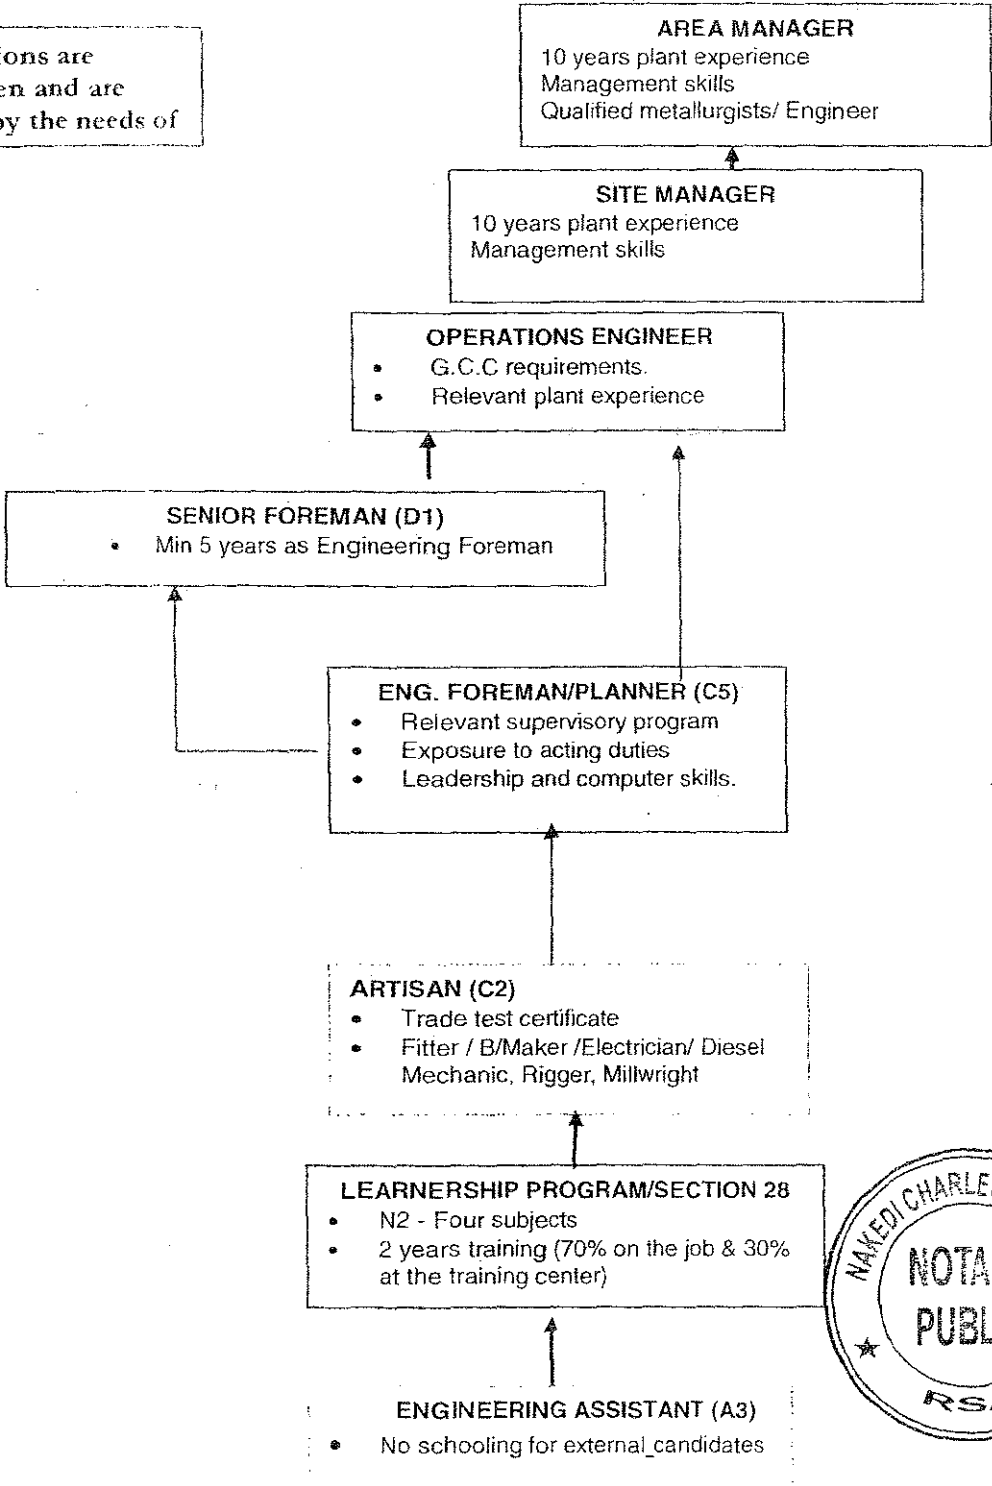 ions are
en and are
by the needs of
AREA MANAGER
10 years plant experience
Management skills
Qualified metallurgists/ Engineer
SITE MANAGER
10 years plant experience
Management skills
OPERATIONS ENGINEER
• G.C.C requirements.
• Relevant plant experience
SENIOR FOREMAN (D1)
• Min 5 years as Engineering Foreman
ENG. FOREMAN/PLANNER (C5)
• Relevant supervisory program
• Exposure to acting duties
• Leadership and computer skills.
ARTISAN (C2)
• Trade test certificate
• Fitter / B/Maker /Electrician/ Diesel
Mechanic, Rigger, Millwright
LEARNERSHIP PROGRAM/SECTION 28
• N2 - Four subjects
• 2 years training (70% on the job & 30%
at the training center)
NAKEDI CHARLE
NOTA
PUBL
RSA
ENGINEERING ASSISTANT (A3)
• No schooling for external_candidates